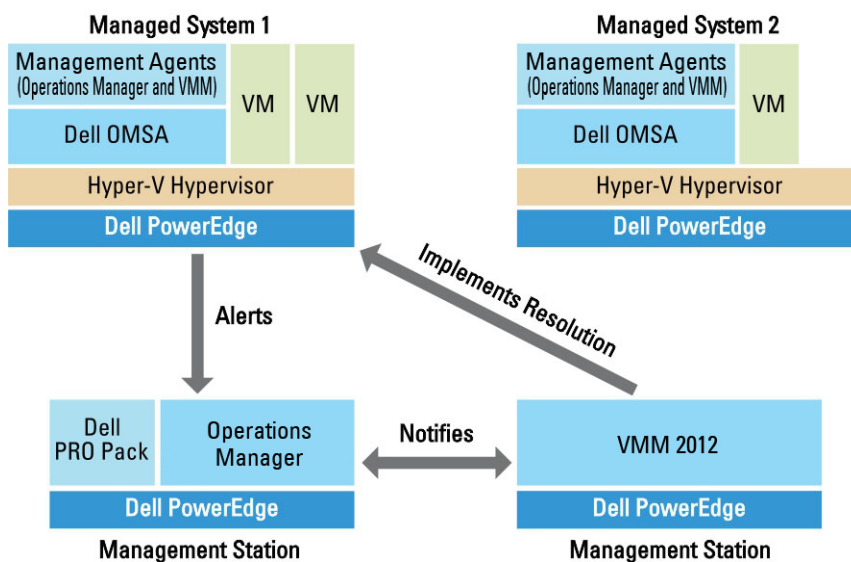 Managed System 1
Management Agents
(Operations Manager and VMM)
Dell OMSA
VM
VM
Hyper-V Hypervisor
Dell PowerEdge
Managed System 2
Management Agents
(Operations Manager and VMM)
Dell OMSA
VM
Hyper-V Hypervisor
Dell PowerEdge
Alerts
Implements Resolution
Dell
PRO Pack
Operations
Manager
Dell PowerEdge
Management Station
Notifies
VMM 2012
Dell PowerEdge
Management Station